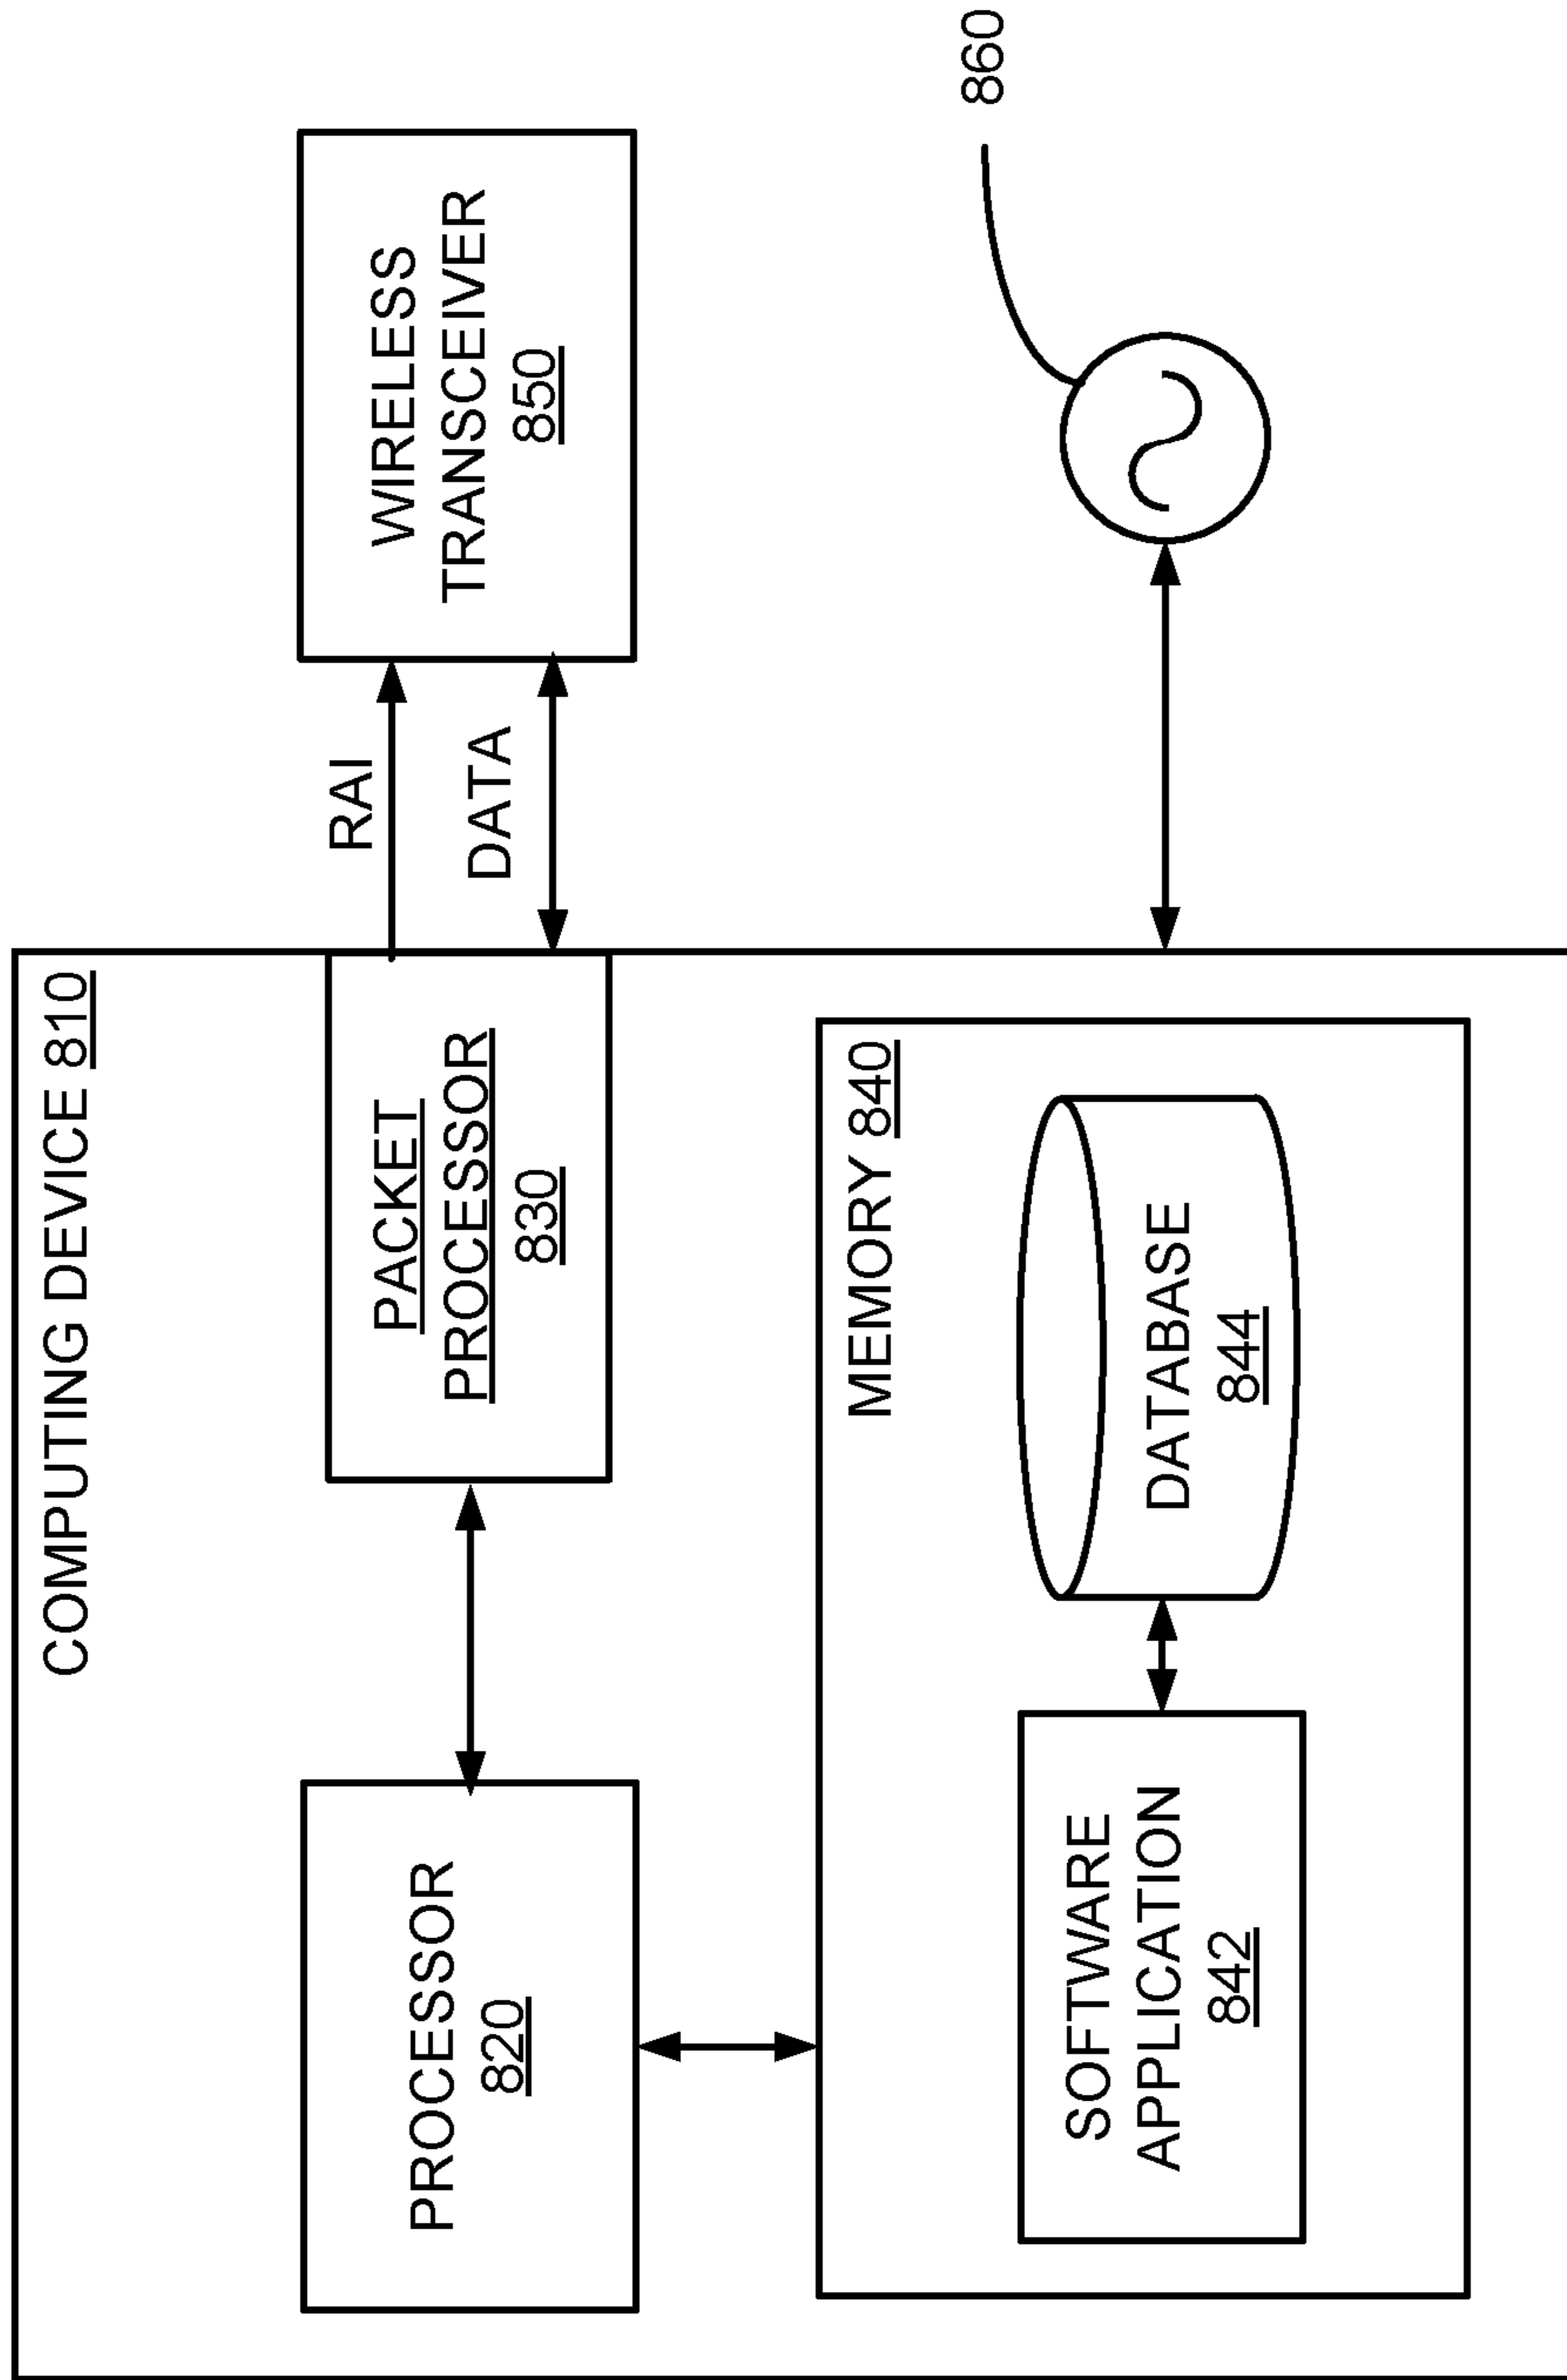 COMPUTING DEVICE 810
PROCESSOR
820
PACKET
PROCESSOR
830
RAI
DATA
WIRELESS
TRANSCEIVER
850
MEMORY 840
SOFTWARE
APPLICATION
842
DATABASE
844
860